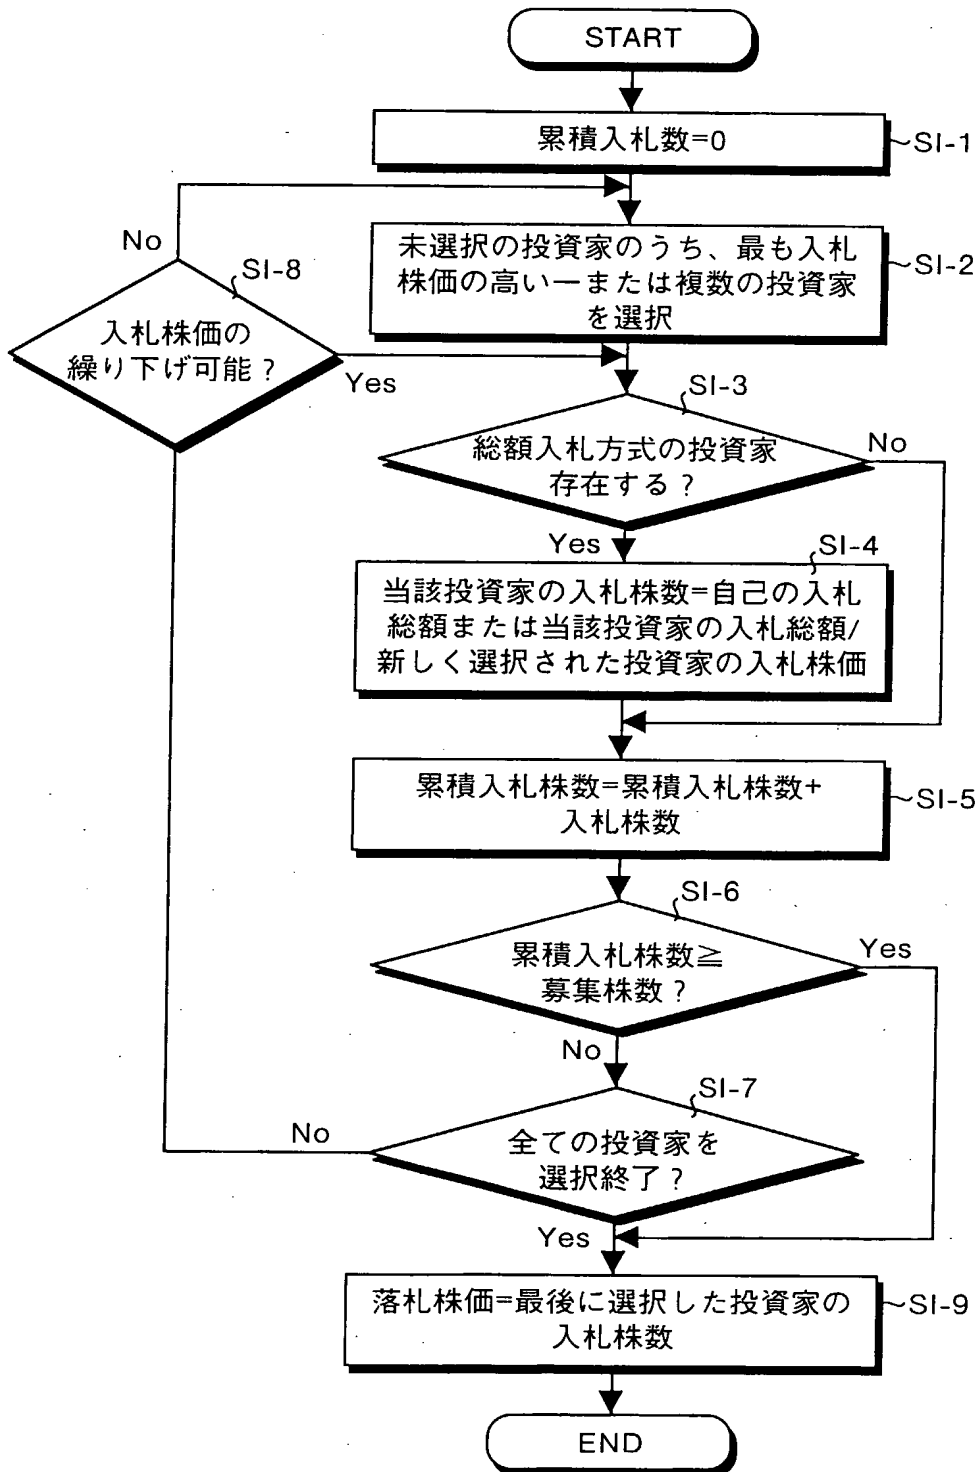 START
累積入札数=0
SI-1
No
SI-8
未選択の投資家のうち、最も入札
株価の高い一または複数の投資家
を選択
SI-2
入札株価の
繰り下げ可能？
Yes
SI-3
総額入札方式の投資家
存在する？
No
Yes
SI-4
当該投資家の入札株数=自己の入札
総額または当該投資家の入札総額/
新しく選択された投資家の入札株価
累積入札株数=累積入札株数+
入札株数
SI-5
SI-6
累積入札株数≧
募集株数？
Yes
No
SI-7
No
全ての投資家を
選択終了？
Yes
落札株価=最後に選択した投資家の
入札株数
SI-9
END